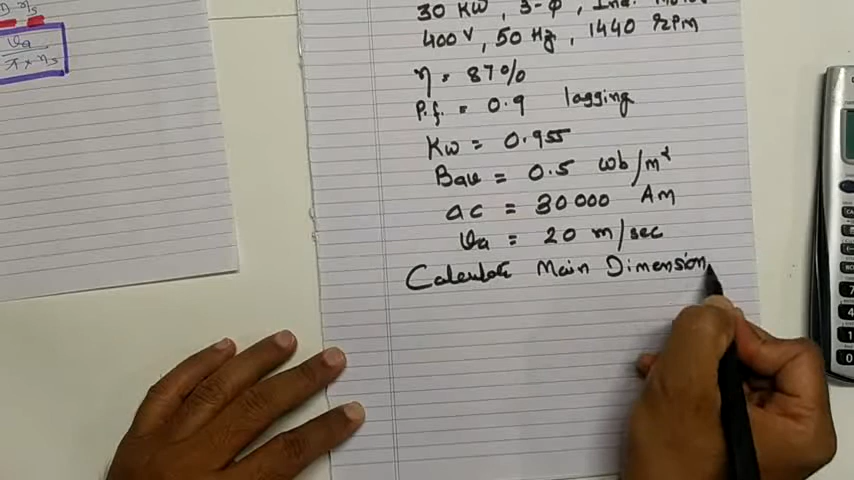 Va
π × ns
30 KW, 3-Φ, Ind. Motor
400 V, 50 Hz, 1440 rpm
η = 87%
P.f. = 0.9 lagging
Kw = 0.955
Bav = 0.5 wb/m²
ac = 30000 Am
Va = 20 m/sec
Calculate Main Dimension